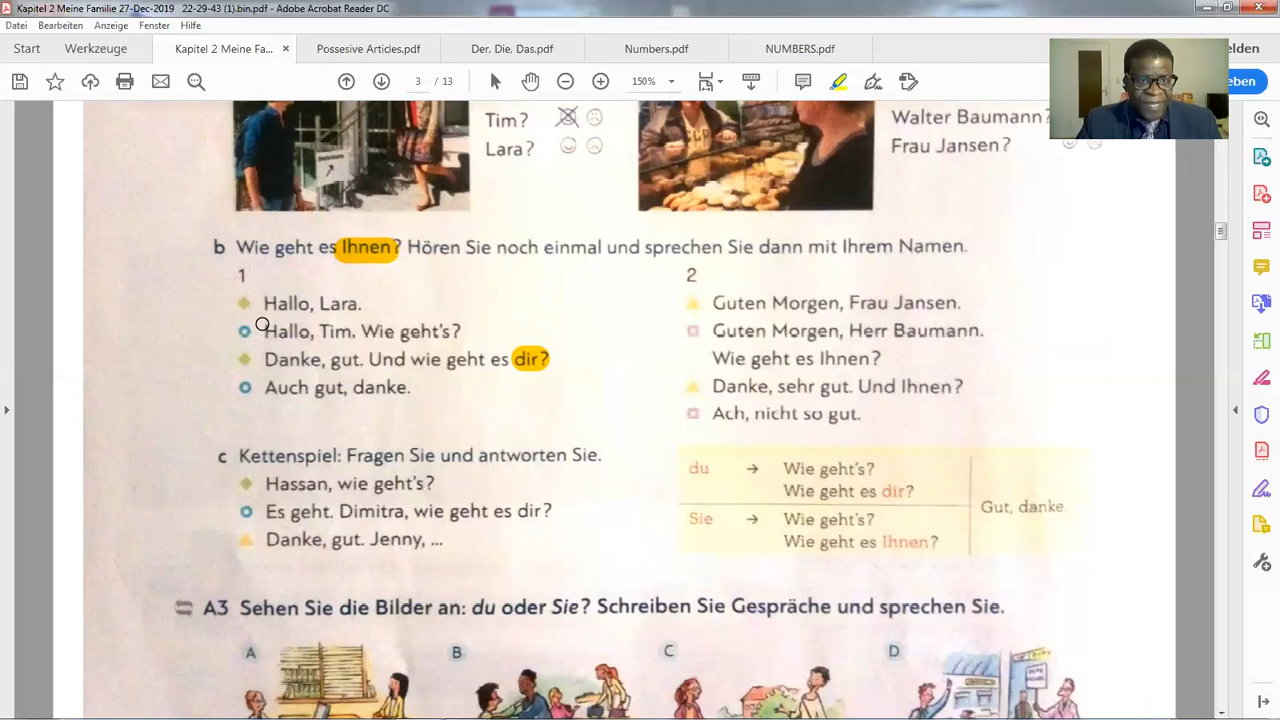 Kapitel 2 Meine Familie 27-Dec-2019 22-29-43 (1).bin.pdf - Adobe Acrobat Reader DC
Datei Bearbeiten Anzeige Fenster Hilfe
Start Werkzeuge Kapitel 2 Meine Fa... × Possesive Articles.pdf Der. Die. Das.pdf Numbers.pdf NUMBERS.pdf elden
3 / 13 150% eben
Tim?
Lara?
Walter Baumann?
Frau Jansen?
b Wie geht es Ihnen? Hören Sie noch einmal und sprechen Sie dann mit Ihrem Namen.
1
Hallo, Lara.
Hallo, Tim. Wie geht's?
Danke, gut. Und wie geht es dir?
Auch gut, danke.
2
Guten Morgen, Frau Jansen.
Guten Morgen, Herr Baumann.
Wie geht es Ihnen?
Danke, sehr gut. Und Ihnen?
Ach, nicht so gut.
c Kettenspiel: Fragen Sie und antworten Sie.
Hassan, wie geht's?
Es geht. Dimitra, wie geht es dir?
Danke, gut. Jenny, ...
du → Wie geht's?
Wie geht es dir?
Sie → Wie geht's?
Wie geht es Ihnen?
Gut, danke.
A3 Sehen Sie die Bilder an: du oder Sie? Schreiben Sie Gespräche und sprechen Sie.
A B C D